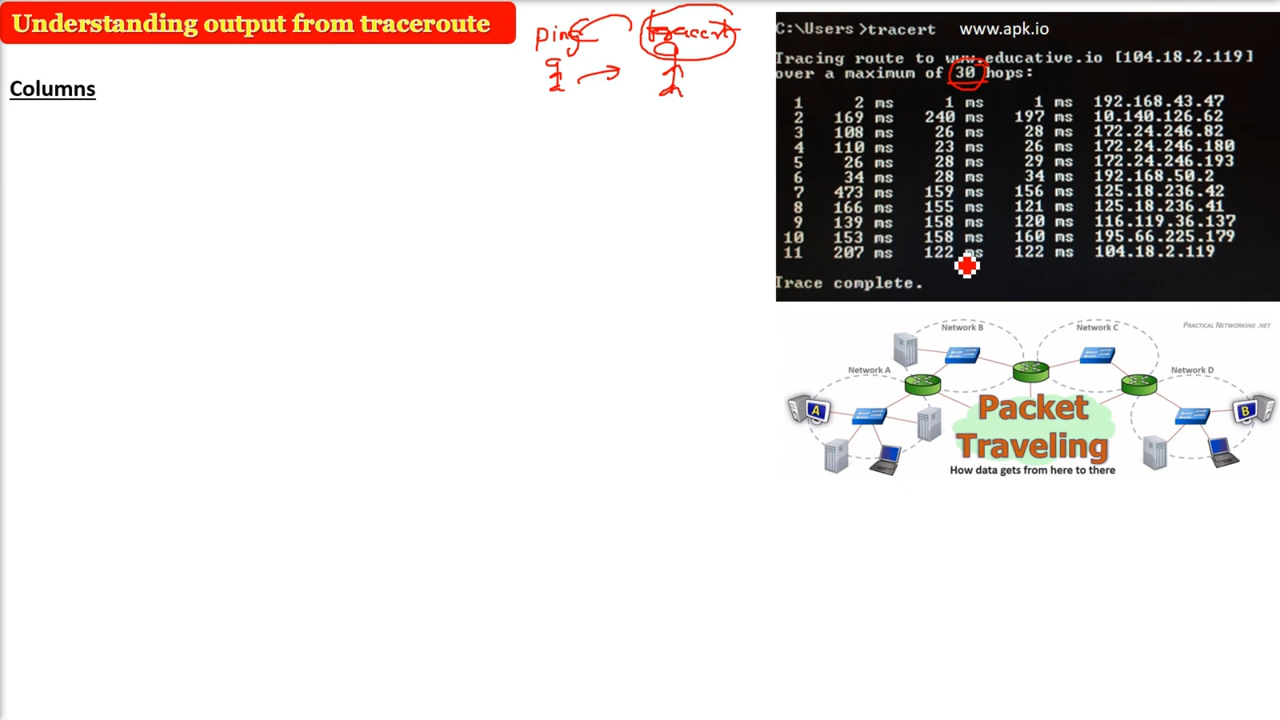 Understanding output from traceroute
ping tracert
Columns
C:\Users >tracert www.apk.io
Tracing route to www.educative.io [104.18.2.119]
over a maximum of 30 hops:
1 2 ms 1 ms 1 ms 192.168.43.47
2 169 ms 240 ms 197 ms 10.140.126.62
3 108 ms 26 ms 28 ms 172.24.246.82
4 110 ms 23 ms 26 ms 172.24.246.180
5 26 ms 28 ms 29 ms 172.24.246.193
6 34 ms 28 ms 34 ms 192.168.50.2
7 473 ms 159 ms 156 ms 125.18.236.42
8 166 ms 155 ms 121 ms 125.18.236.41
9 139 ms 158 ms 120 ms 116.119.36.137
10 153 ms 158 ms 160 ms 195.66.225.179
11 207 ms 122 ms 122 ms 104.18.2.119
Trace complete.
PRACTICAL NETWORKING .NET
Network B Network C
Network A Network D
A B
Packet
Traveling
How data gets from here to there